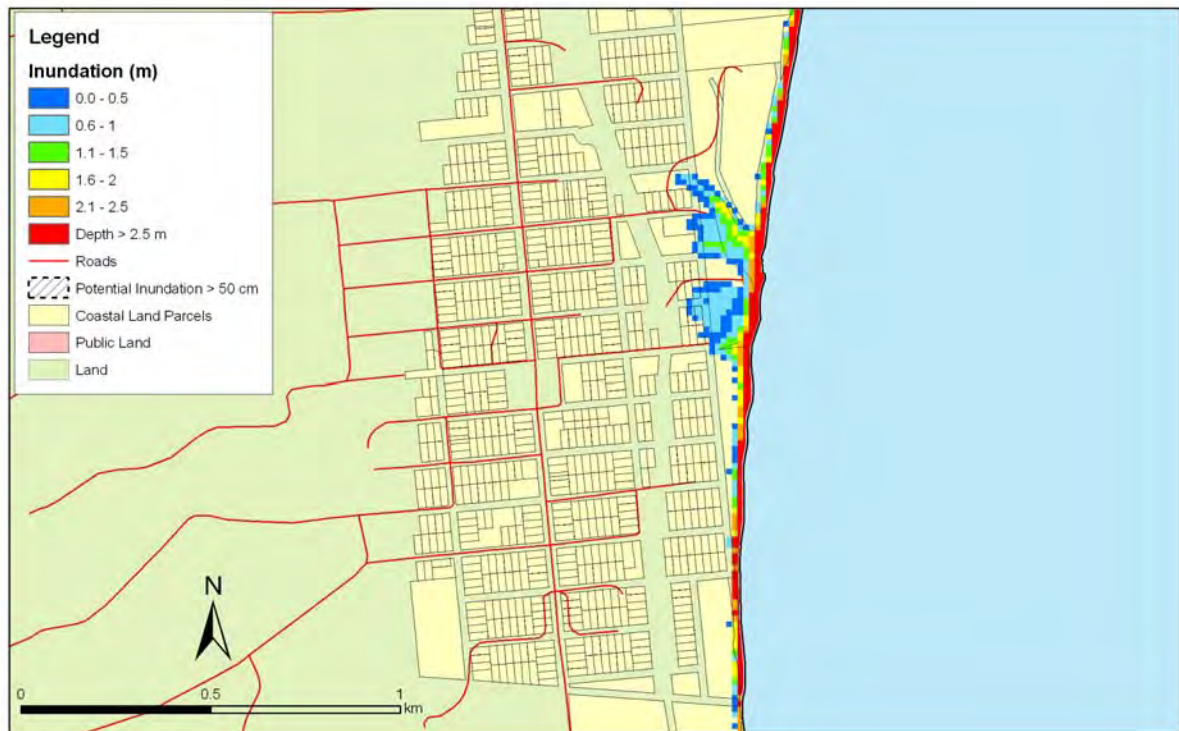 Legend
Inundation (m)
0.0 - 0.5
0.6 - 1
1.1 - 1.5
1.6 - 2
2.1 - 2.5
Depth > 2.5 m
Roads
Potential Inundation > 50 cm
Coastal Land Parcels
Public Land
Land
N
0 0.5 1
km